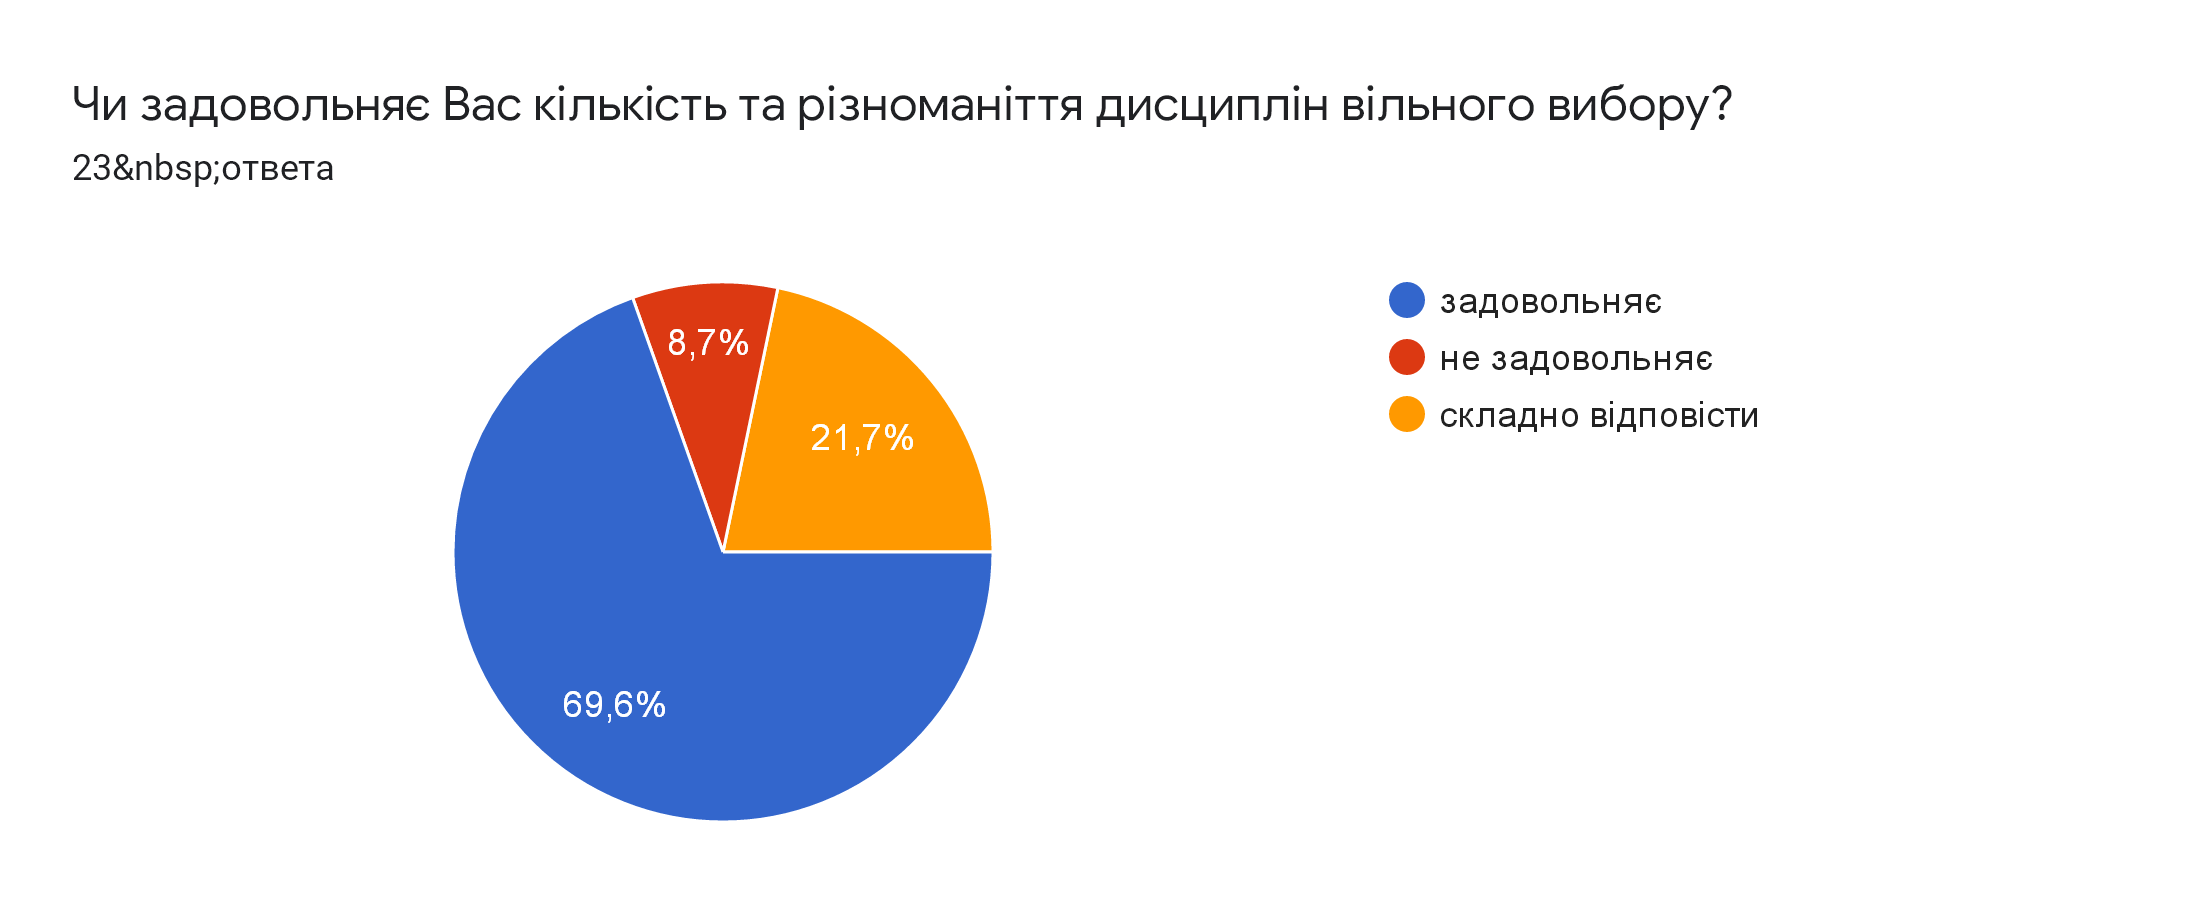 Чи задовольняє Вас кількість та різноманіття дисциплін вільного вибору?
23&nbsp;ответа
задовольняє
не задовольняє
складно відповісти
8,7%
21,7%
69,6%